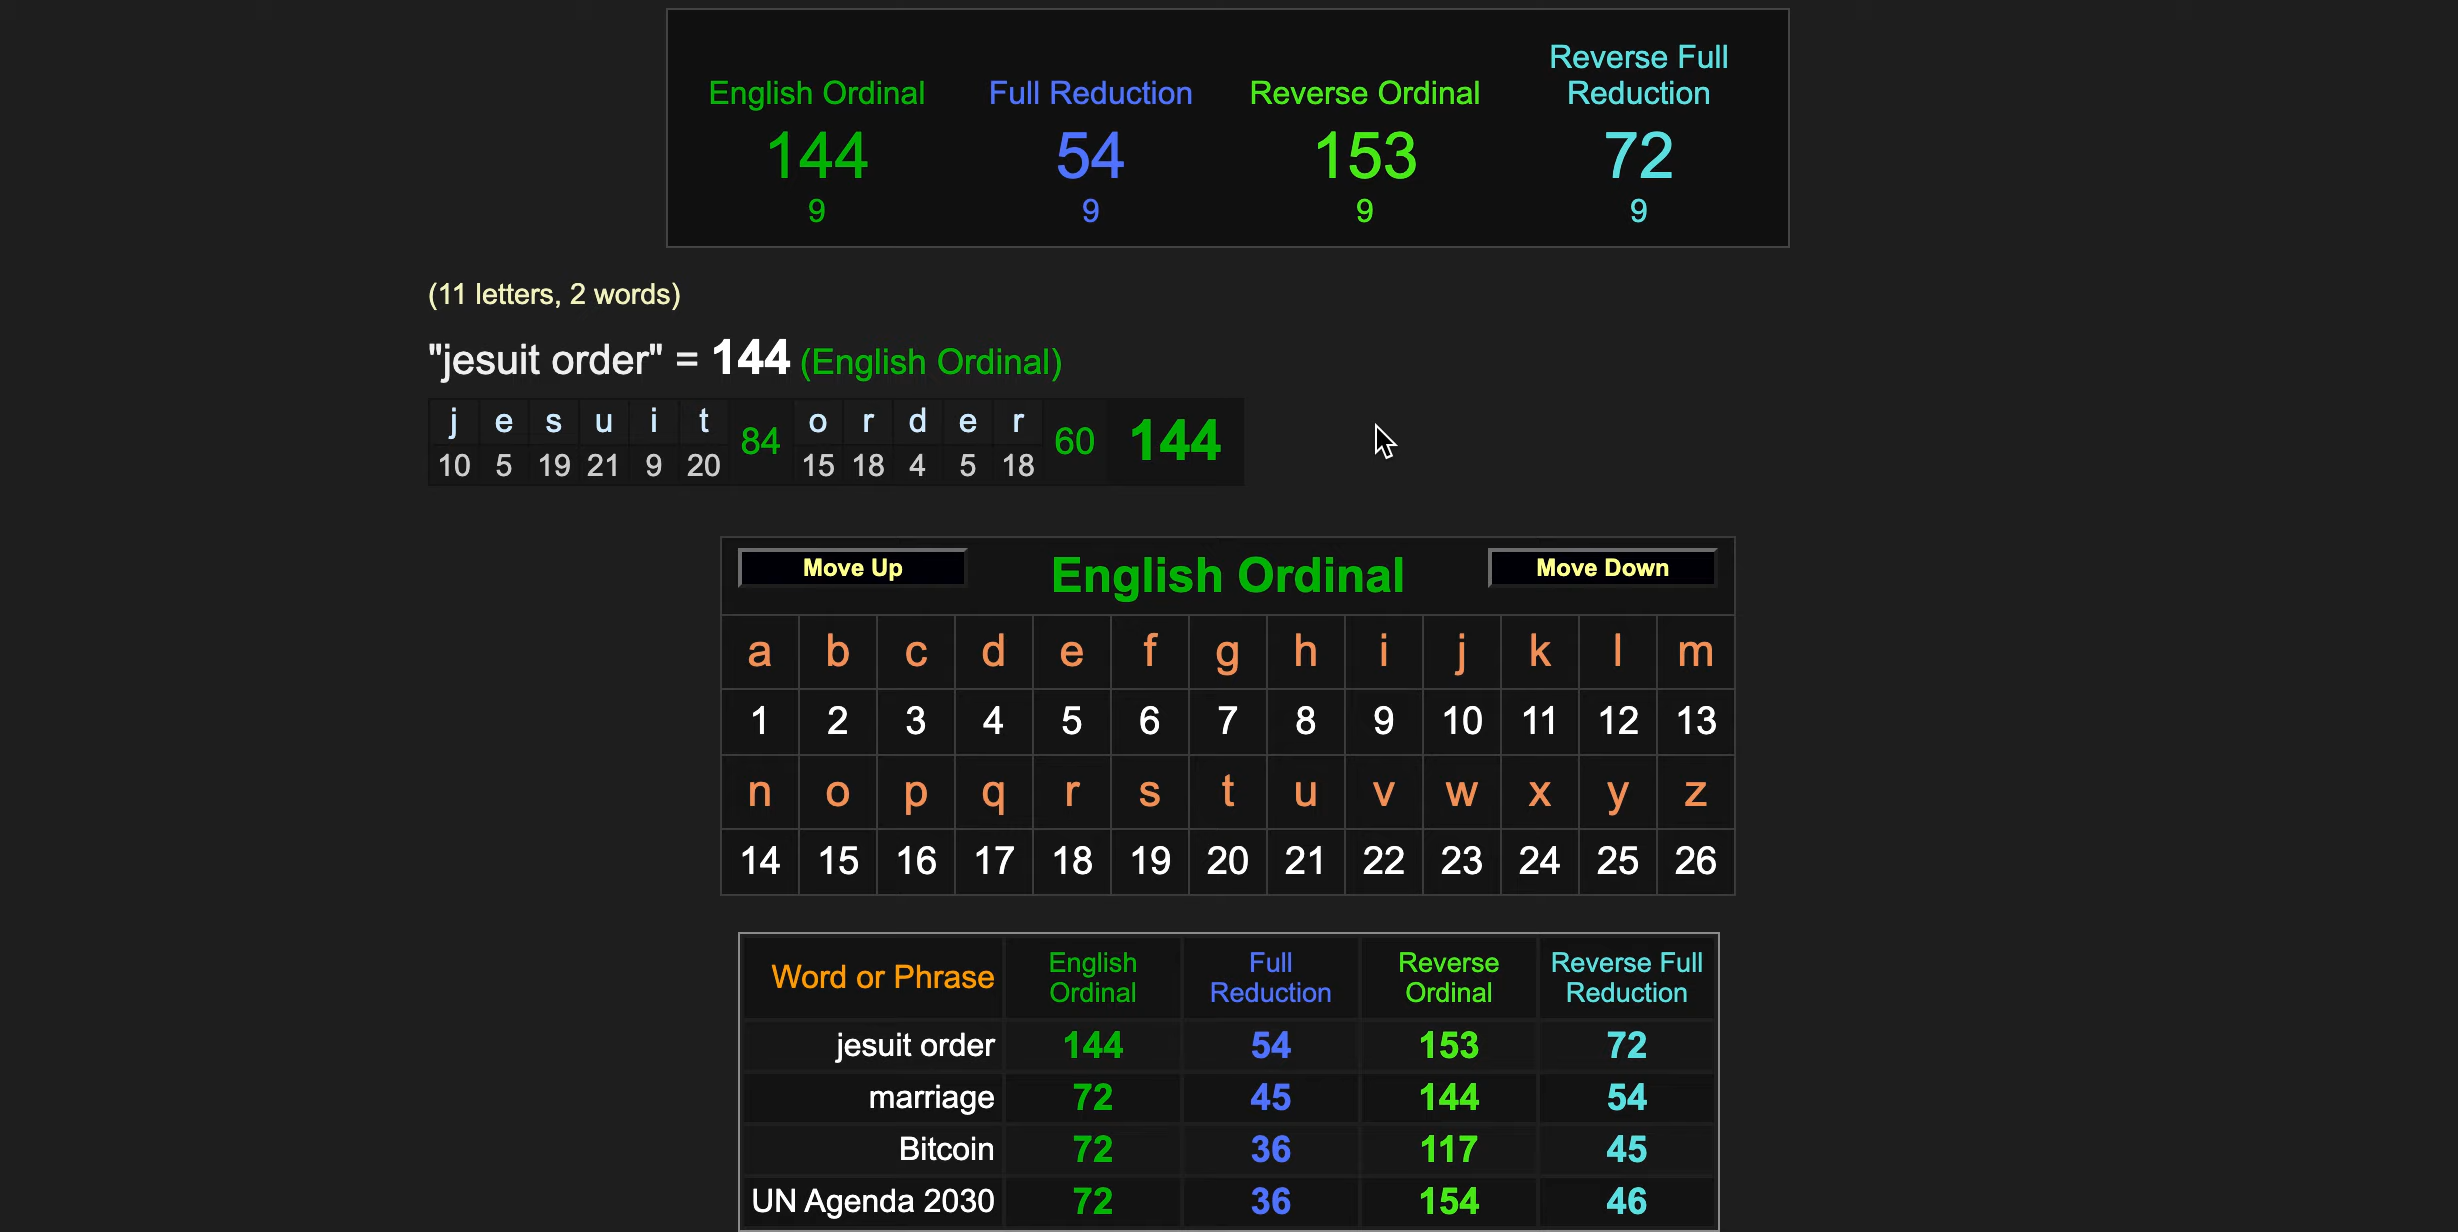 English Ordinal Full Reduction Reverse Ordinal Reverse Full Reduction
144 54 153 72
9 9 9 9
(11 letters, 2 words)
"jesuit order" = 144 (English Ordinal)
j e s u i t 84 o r d e r 60 144
10 5 19 21 9 20 15 18 4 5 18
Move Up English Ordinal Move Down
a b c d e f g h i j k l m
1 2 3 4 5 6 7 8 9 10 11 12 13
n o p q r s t u v w x y z
14 15 16 17 18 19 20 21 22 23 24 25 26
Word or Phrase English Ordinal Full Reduction Reverse Ordinal Reverse Full Reduction
jesuit order 144 54 153 72
marriage 72 45 144 54
Bitcoin 72 36 117 45
UN Agenda 2030 72 36 154 46